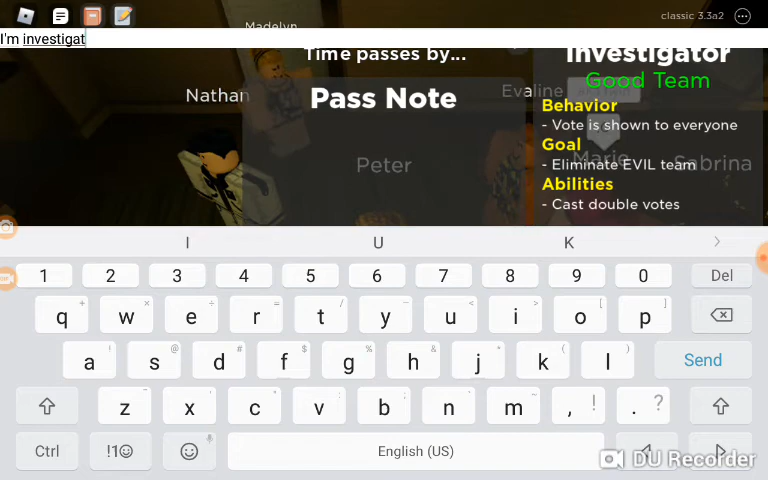 classic 3.3a2
Madelyn
I'm investigat
Time passes by...
Investigator
Good Team
Nathan
Pass Note
Evaline
Behavior
- Vote is shown to everyone
Goal
Peter
- Eliminate EVIL team
Marie
Sabrina
Abilities
- Cast double votes
I U K
1 2 3 4 5 6 7 8 9 0 Del
q w e r t y u i o p
a s d f g h j k l Send
z x c v b n m , ! . ?
Ctrl !1☺ English (US)
DU Recorder